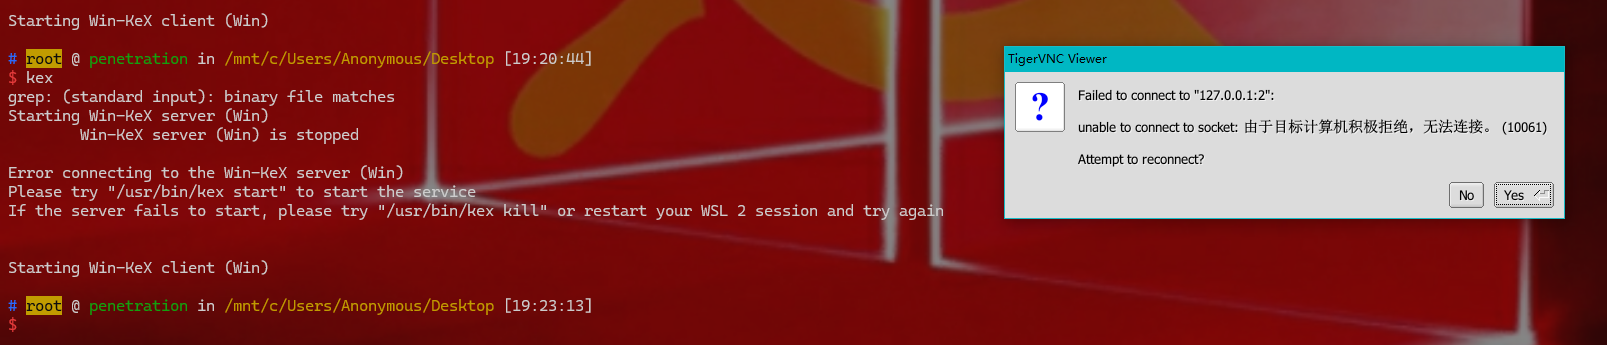 Starting Win-KeX client (Win)
# root @ penetration in /mnt/c/Users/Anonymous/Desktop [19:20:44]
$ kex
grep: (standard input): binary file matches
Starting Win-KeX server (Win)
Win-KeX server (Win) is stopped
Error connecting to the Win-KeX server (Win)
Please try "/usr/bin/kex start" to start the service
If the server fails to start, please try "/usr/bin/kex kill" or restart your WSL 2 session and try again
Starting Win-KeX client (Win)
# root @ penetration in /mnt/c/Users/Anonymous/Desktop [19:23:13]
$
TigerVNC Viewer
?
Failed to connect to "127.0.0.1:2":
unable to connect to socket: 由于目标计算机积极拒绝，无法连接。 (10061)
Attempt to reconnect?
No Yes